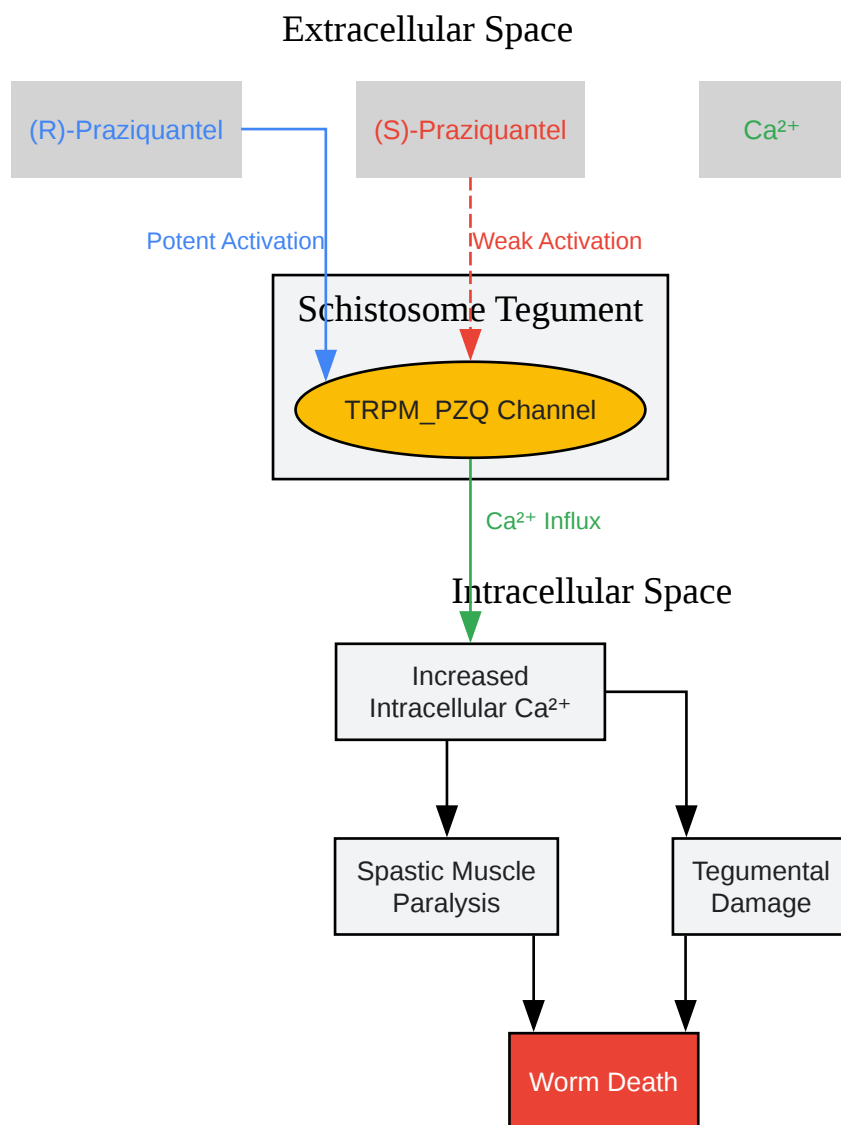 Extracellular Space
(R)-Praziquantel
(S)-Praziquantel
Ca²⁺
Potent Activation
Weak Activation
Schistosome Tegument
TRPM_PZQ Channel
Ca²⁺ Influx
Intracellular Space
Increased
Intracellular Ca²⁺
Spastic Muscle
Paralysis
Tegumental
Damage
Worm Death